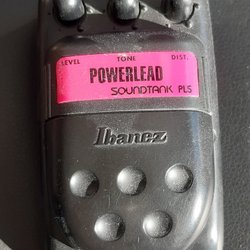 LEVEL TONE DIST.
POWERLEAD
SOUNDTANK PL5
Ibanez